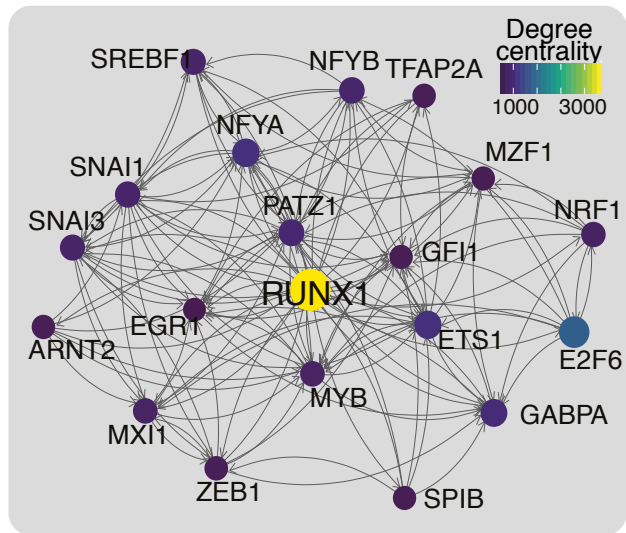 Degree
centrality
1000 3000
SREBF1
NFYB
TFAP2A
NFYA
MZF1
SNAI1
PATZ1
NRF1
SNAI3
GFI1
RUNX1
EGR1
ETS1
ARNT2
E2F6
MYB
MXI1
GABPA
ZEB1
SPIB